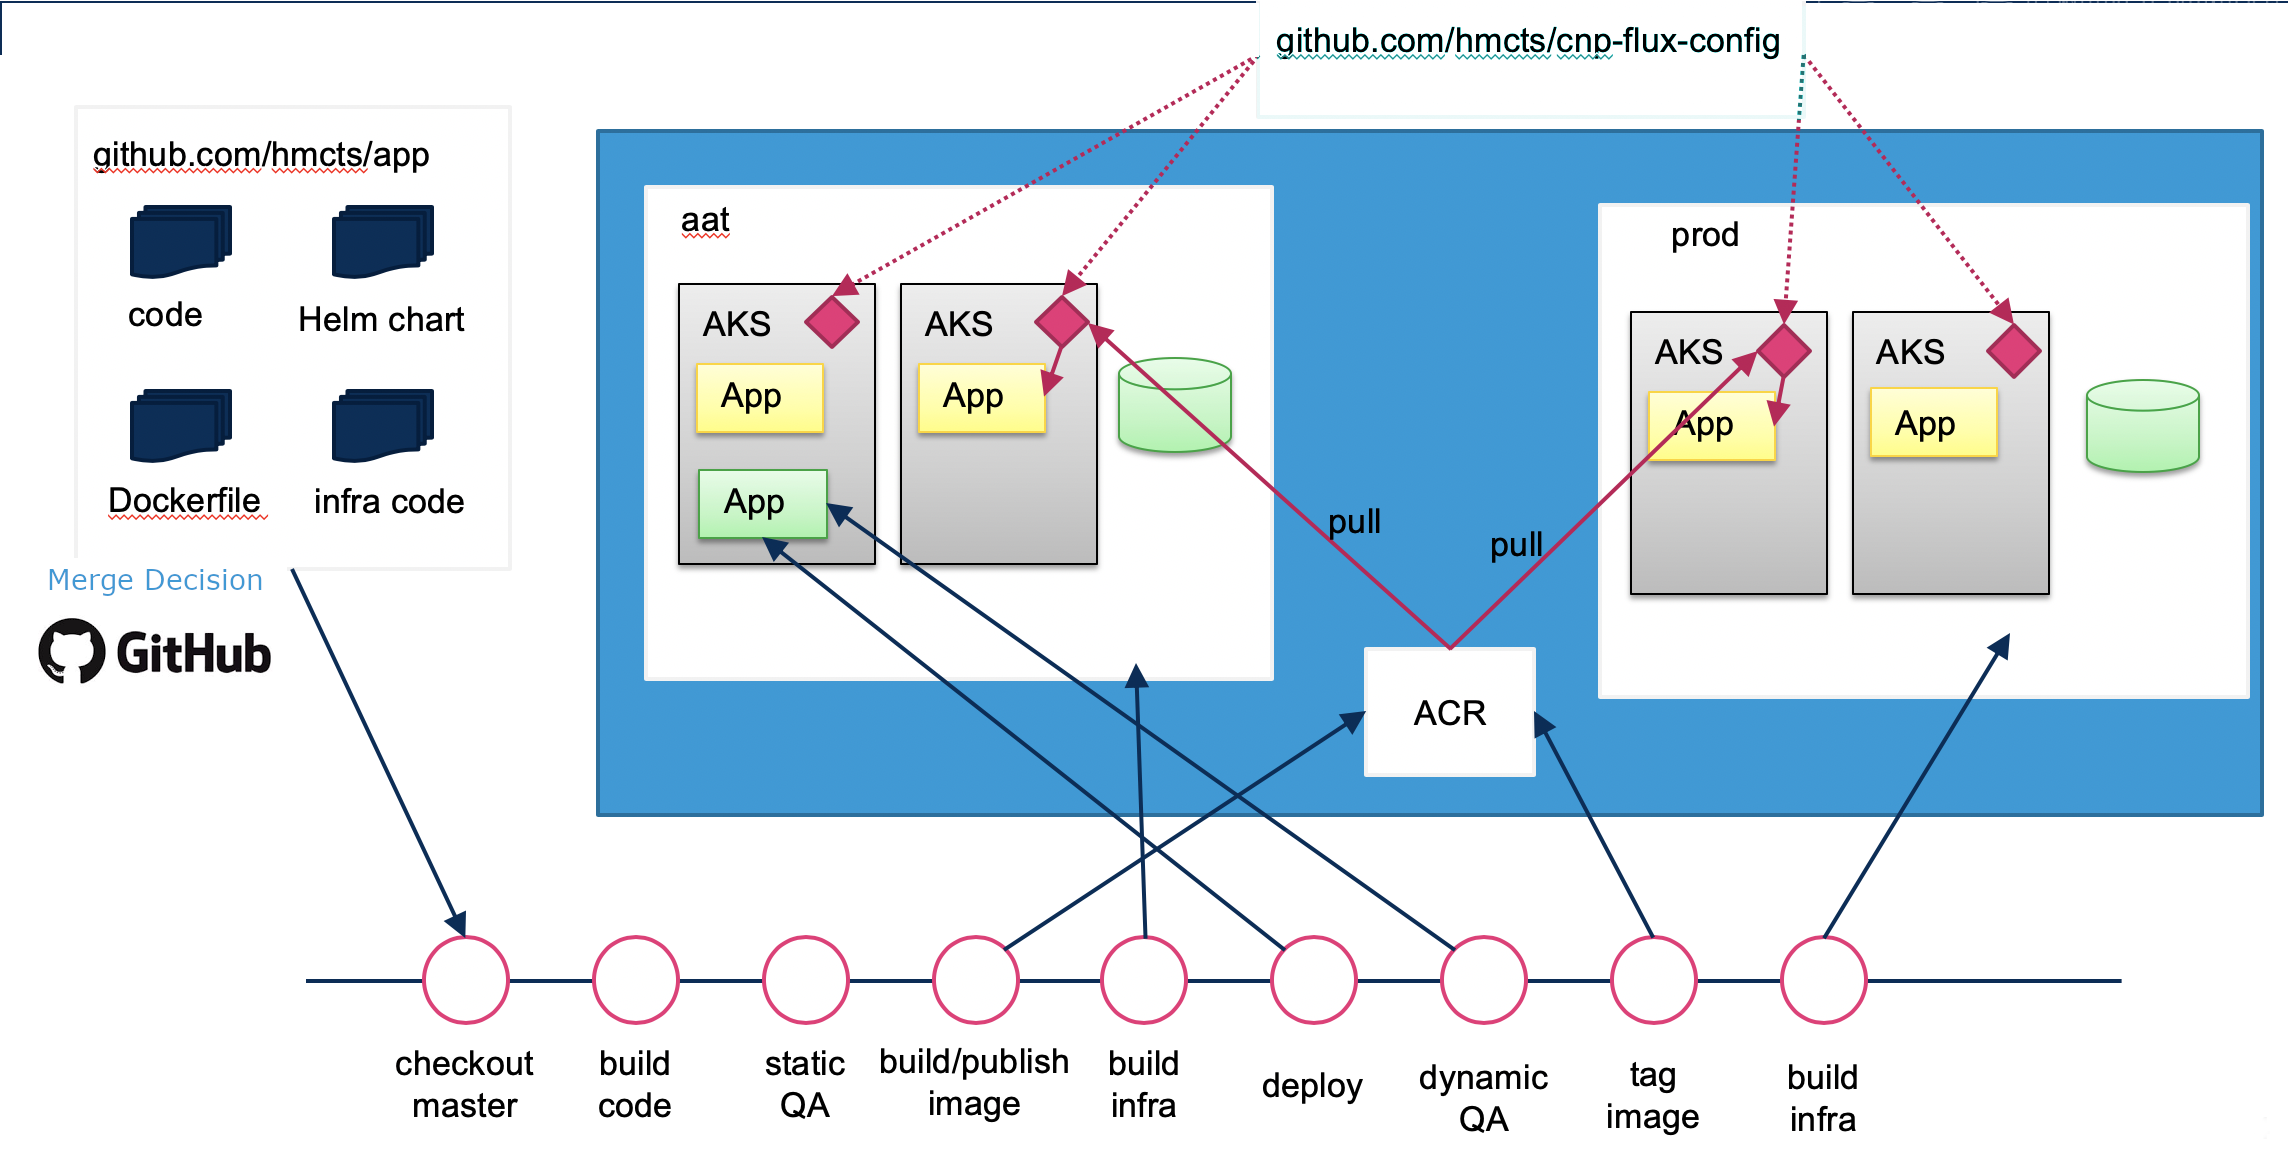 github.com/hmcts/cnp-flux-config
github.com/hmcts/app
code
Helm chart
Dockerfile
infra code
Merge Decision
GitHub
aat
AKS
App
App
AKS
App
prod
AKS
App
AKS
App
pull
pull
ACR
checkout
master
build
code
static
QA
build/publish
image
build
infra
deploy
dynamic
QA
tag
image
build
infra